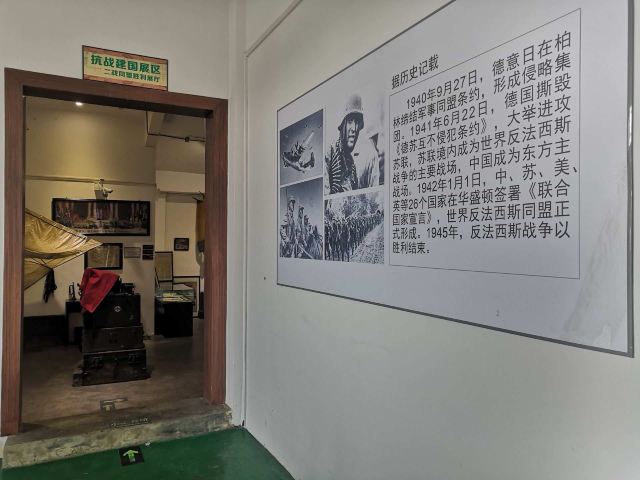 抗战建国展区
二战同盟胜利展厅
据历史记载
1940年9月27日，德意日在柏
林缔结军事同盟条约，形成侵略集
团。1941年6月22日，德国撕毁
《德苏互不侵犯条约》，大举进攻
苏联，苏联境内成为世界反法西斯
战争的主要战场，中国成为东方主
战场。1942年1月1日，中、苏、美、
英等26个国家在华盛顿签署《联合
国家宣言》，世界反法西斯同盟正
式形成。1945年，反法西斯战争以
胜利结束。